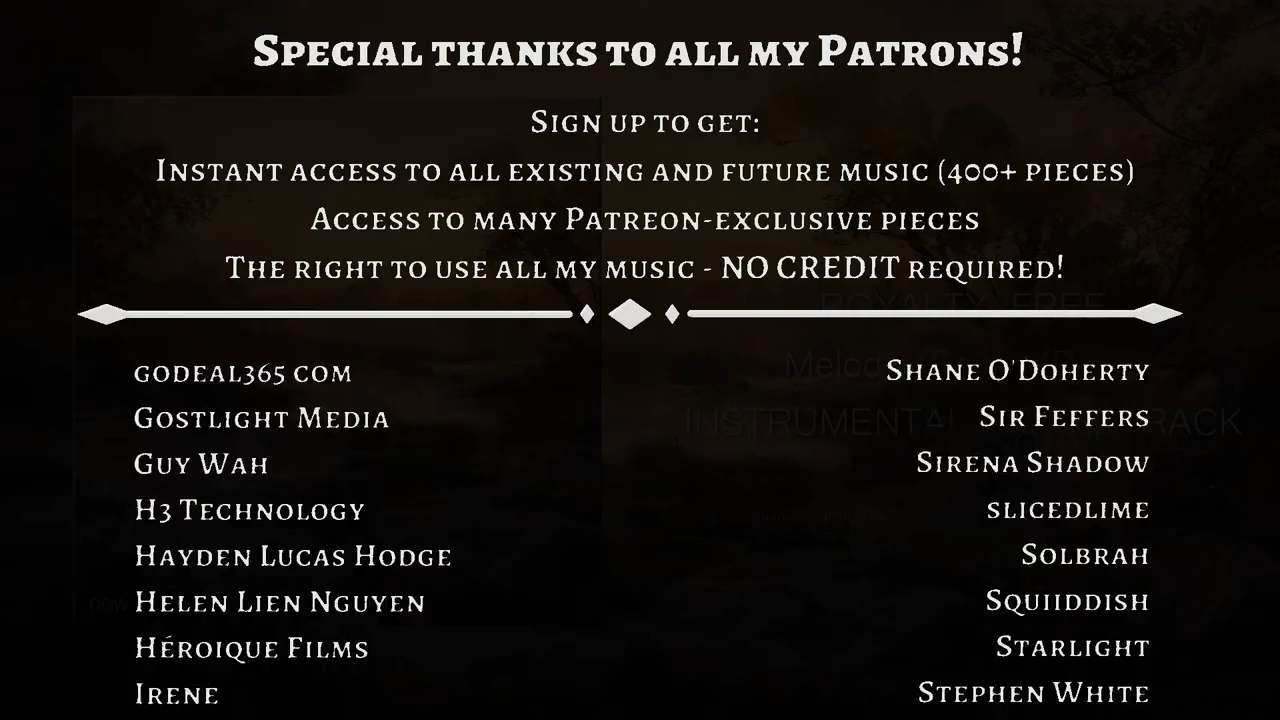 Special thanks to all my Patrons!
Sign up to get:
Instant access to all existing and future music (400+ pieces)
Access to many Patreon-exclusive pieces
The right to use all my music - NO CREDIT required!
ROYALTY FREE
godeal365 com
Shane O'Doherty
Gostlight Media
Sir Feffers
INSTRUMENTAL
Guy Wah
Sirena Shadow
H3 Technology
slicedlime
Hayden Lucas Hodge
Solbrah
Helen Lien Nguyen
Squiiddish
Héroique Films
Starlight
Irene
Stephen White